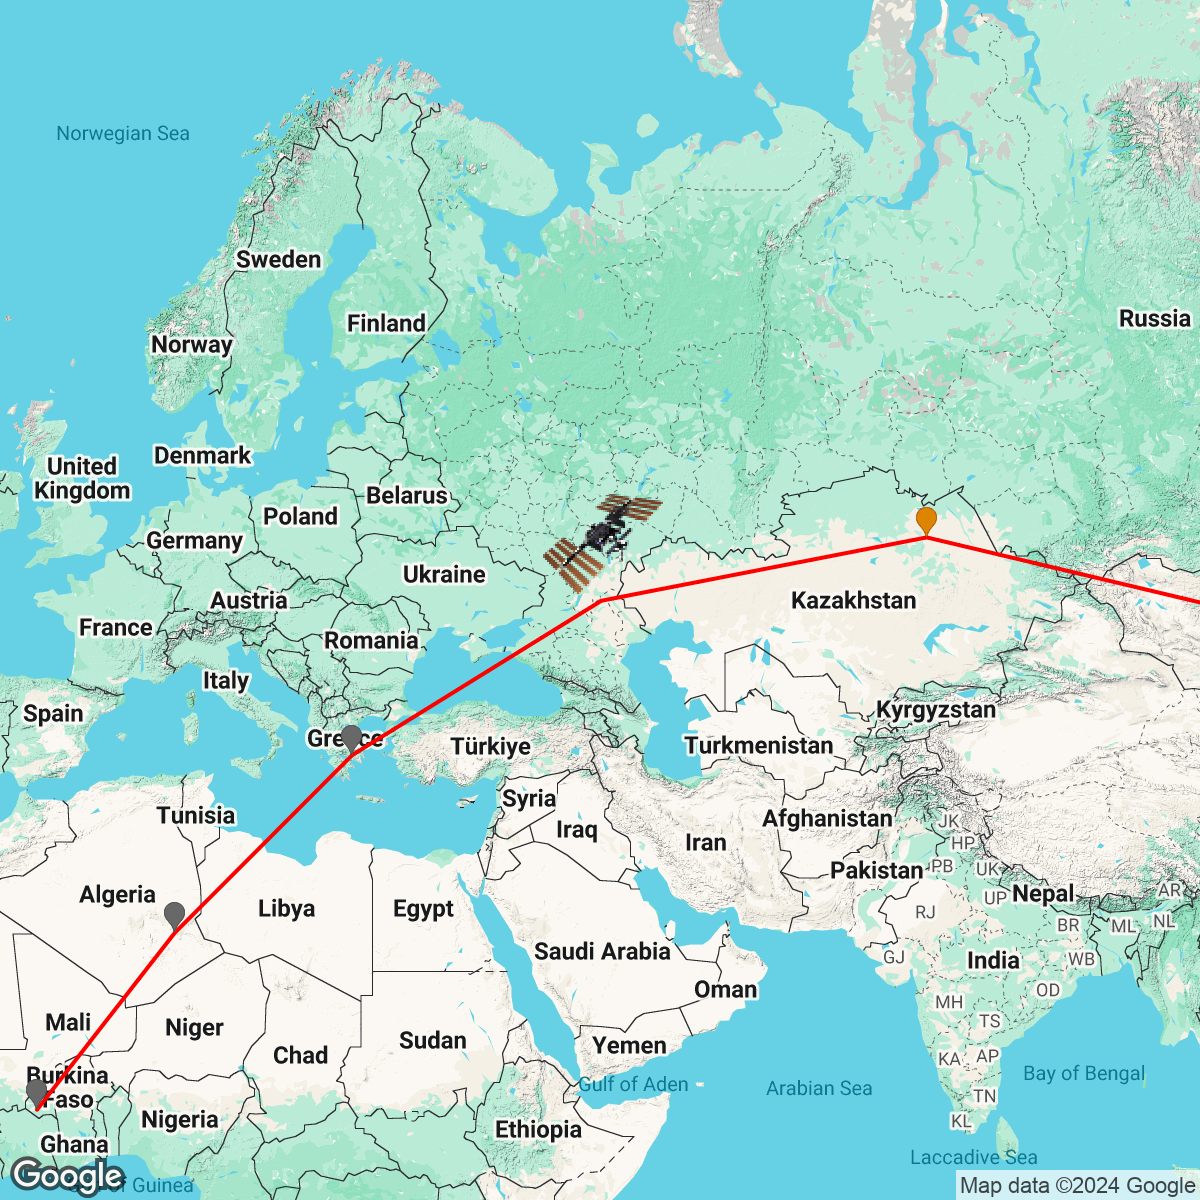 Norwegian Sea
Sweden
Finland
Russia
Norway
Denmark
United
Kingdom
Belarus
Poland
Germany
Ukraine
Austria
Kazakhstan
France
Romania
Italy
Spain
Kyrgyzstan
Greece
Türkiye
Turkmenistan
Syria
Tunisia
Afghanistan
JK
Iraq
Iran
HP
Pakistan
PB
UK
Algeria
Nepal
AR
UP
Libya
Egypt
RJ
BR
ML
NL
Saudi Arabia
GJ
India
WB
Oman
OD
MH
Mali
Niger
TS
Sudan
Yemen
Chad
KA
AP
Burkina
Faso
Gulf of Aden
Arabian Sea
Bay of Bengal
TN
Nigeria
KL
Ethiopia
Ghana
Laccadive Sea
Google
of Guinea
Map data ©2024 Google